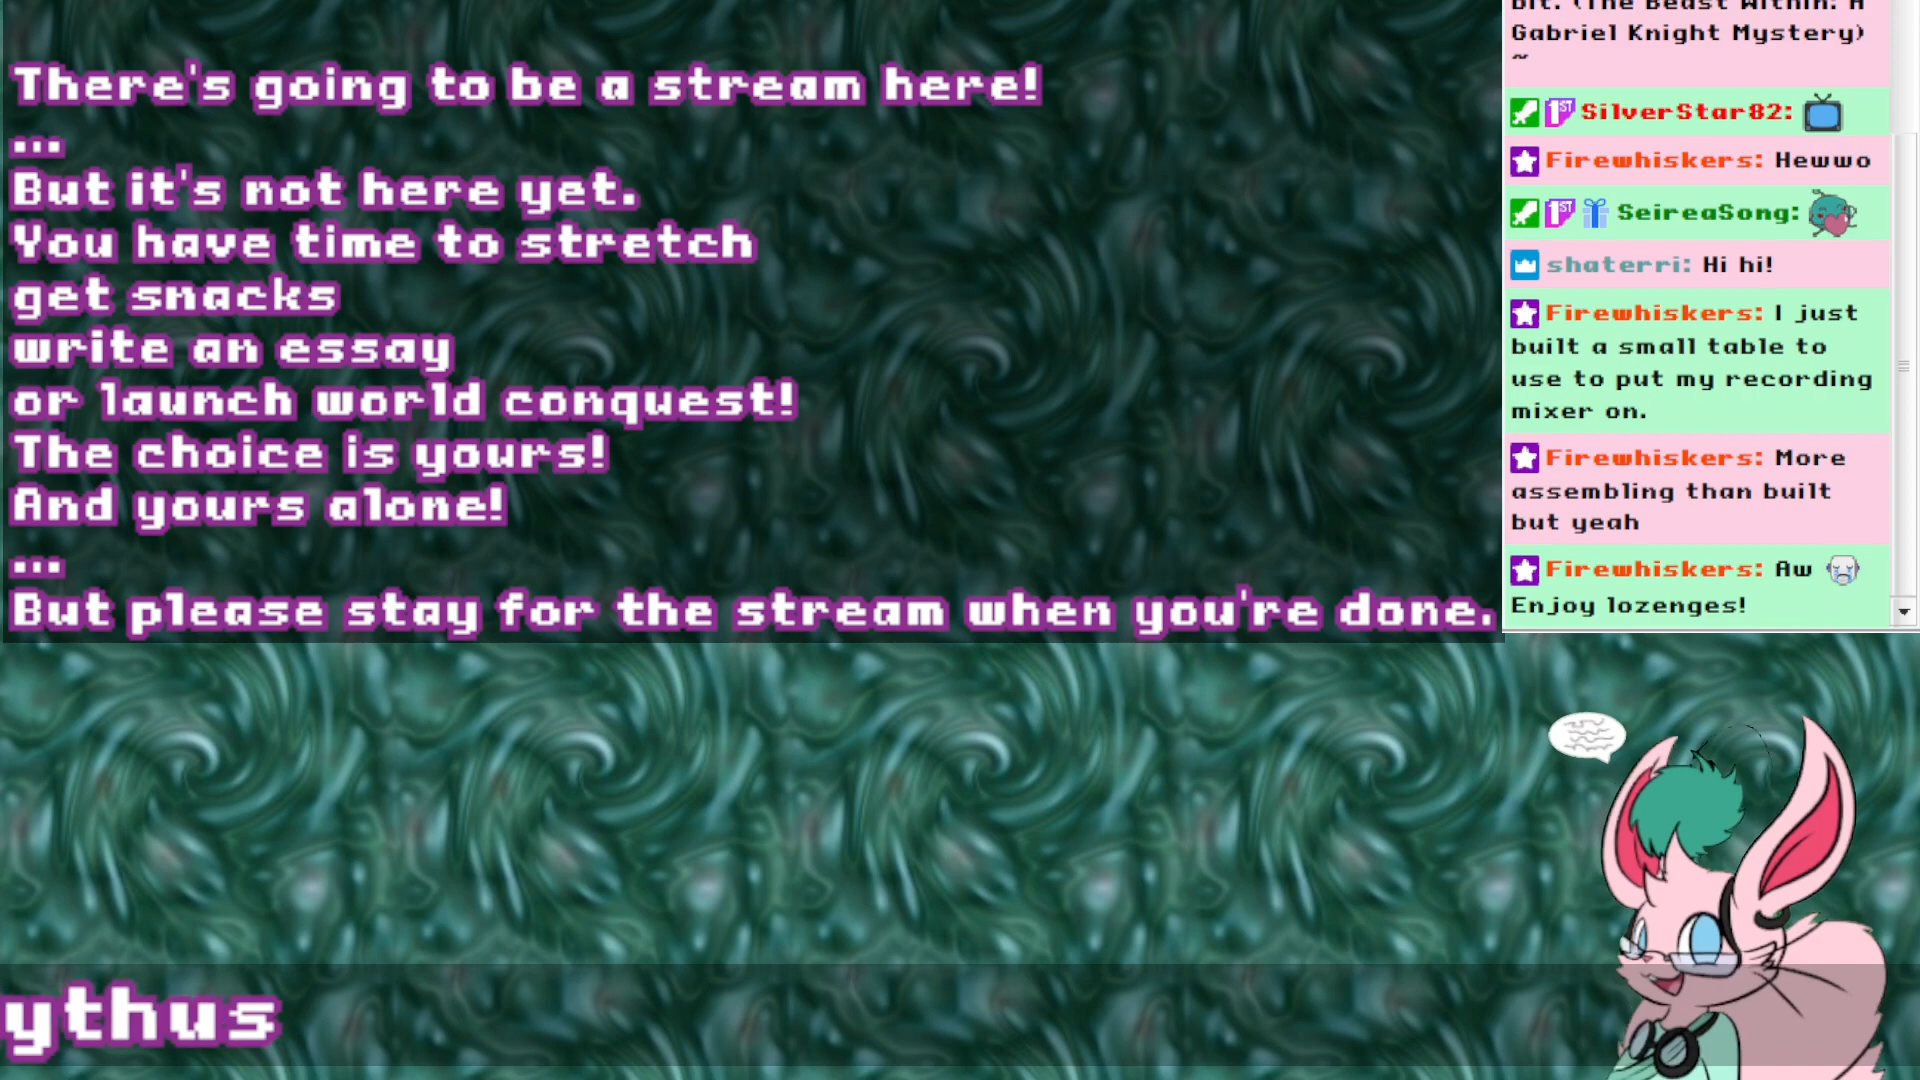 There's going to be a stream here!
...
But it's not here yet.
You have time to stretch
get snacks
write an essay
or launch world conquest!
The choice is yours!
And yours alone!
...
But please stay for the stream when you're done.
bit. (The Beast Within: A
Gabriel Knight Mystery)
~
SilverStar82:
Firewhiskers: Hewwo
SeireaSong:
shaterri: Hi hi!
Firewhiskers: I just
built a small table to
use to put my recording
mixer on.
Firewhiskers: More
assembling than built
but yeah
Firewhiskers: Aw
Enjoy lozenges!
ythus